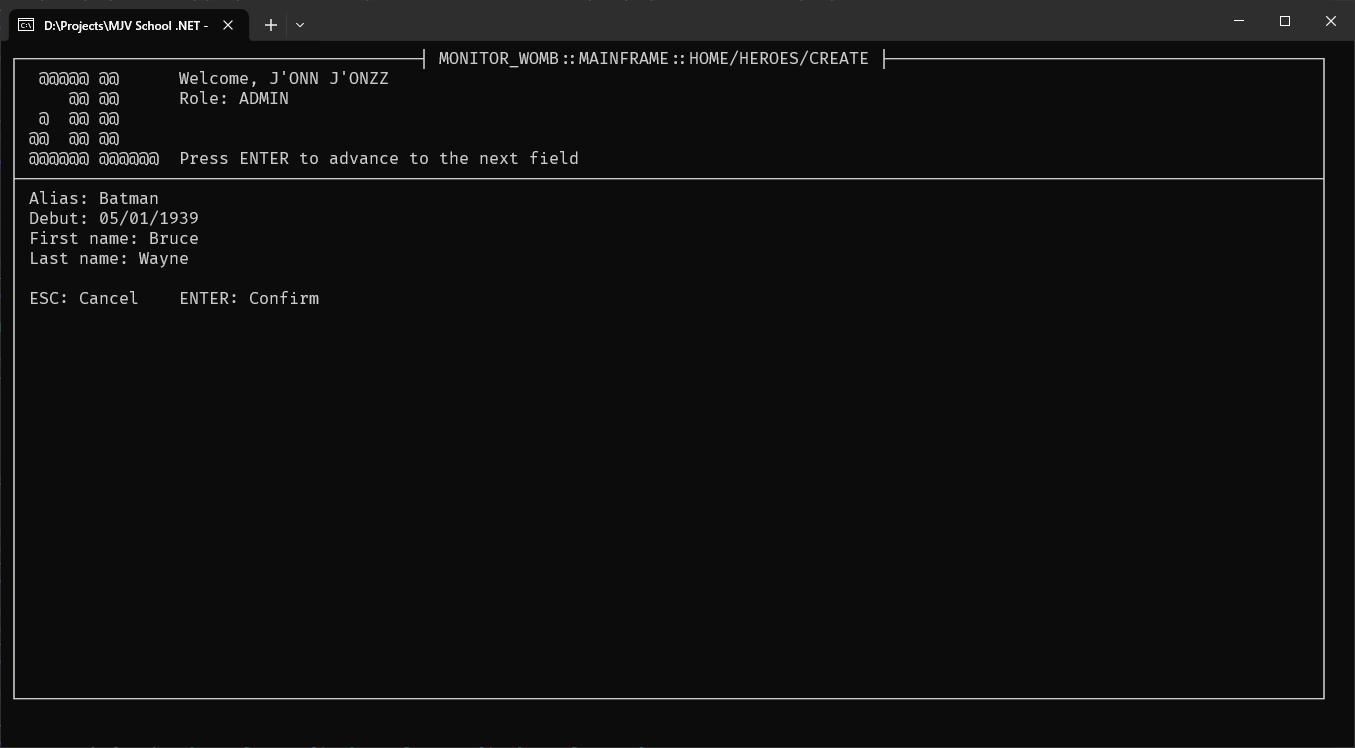 D:\Projects\MJV School .NET -
MONITOR_WOMB::MAINFRAME::HOME/HEROES/CREATE
@@@@@ @@ Welcome, J'ONN J'ONZZ
@@ @@ Role: ADMIN
@ @@ @@
@@ @@ @@
@@@@@@ @@@@@@ Press ENTER to advance to the next field
Alias: Batman
Debut: 05/01/1939
First name: Bruce
Last name: Wayne
ESC: Cancel ENTER: Confirm